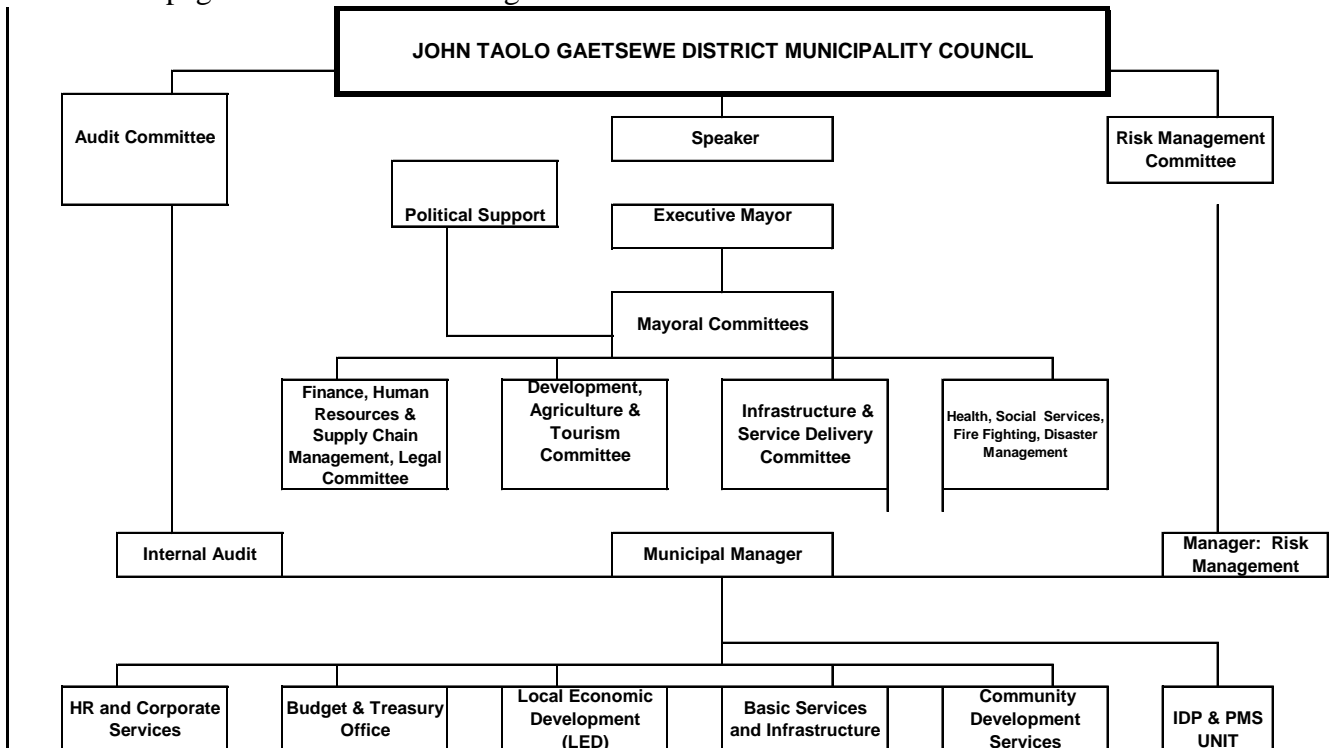 JOHN TAOLO GAETSEWE DISTRICT MUNICIPALITY COUNCIL
Audit Committee
Speaker
Risk Management
Committee
Political Support
Executive Mayor
Mayoral Committees
Finance, Human
Resources &
Supply Chain
Management, Legal
Committee
Development,
Agriculture &
Tourism
Committee
Infrastructure &
Service Delivery
Committee
Health, Social Services,
Fire Fighting, Disaster
Management
Internal Audit
Municipal Manager
Manager: Risk
Management
HR and Corporate
Services
Budget & Treasury
Office
Local Economic
Development
(LED)
Basic Services
and Infrastructure
Community
Development
Services
IDP & PMS
UNIT